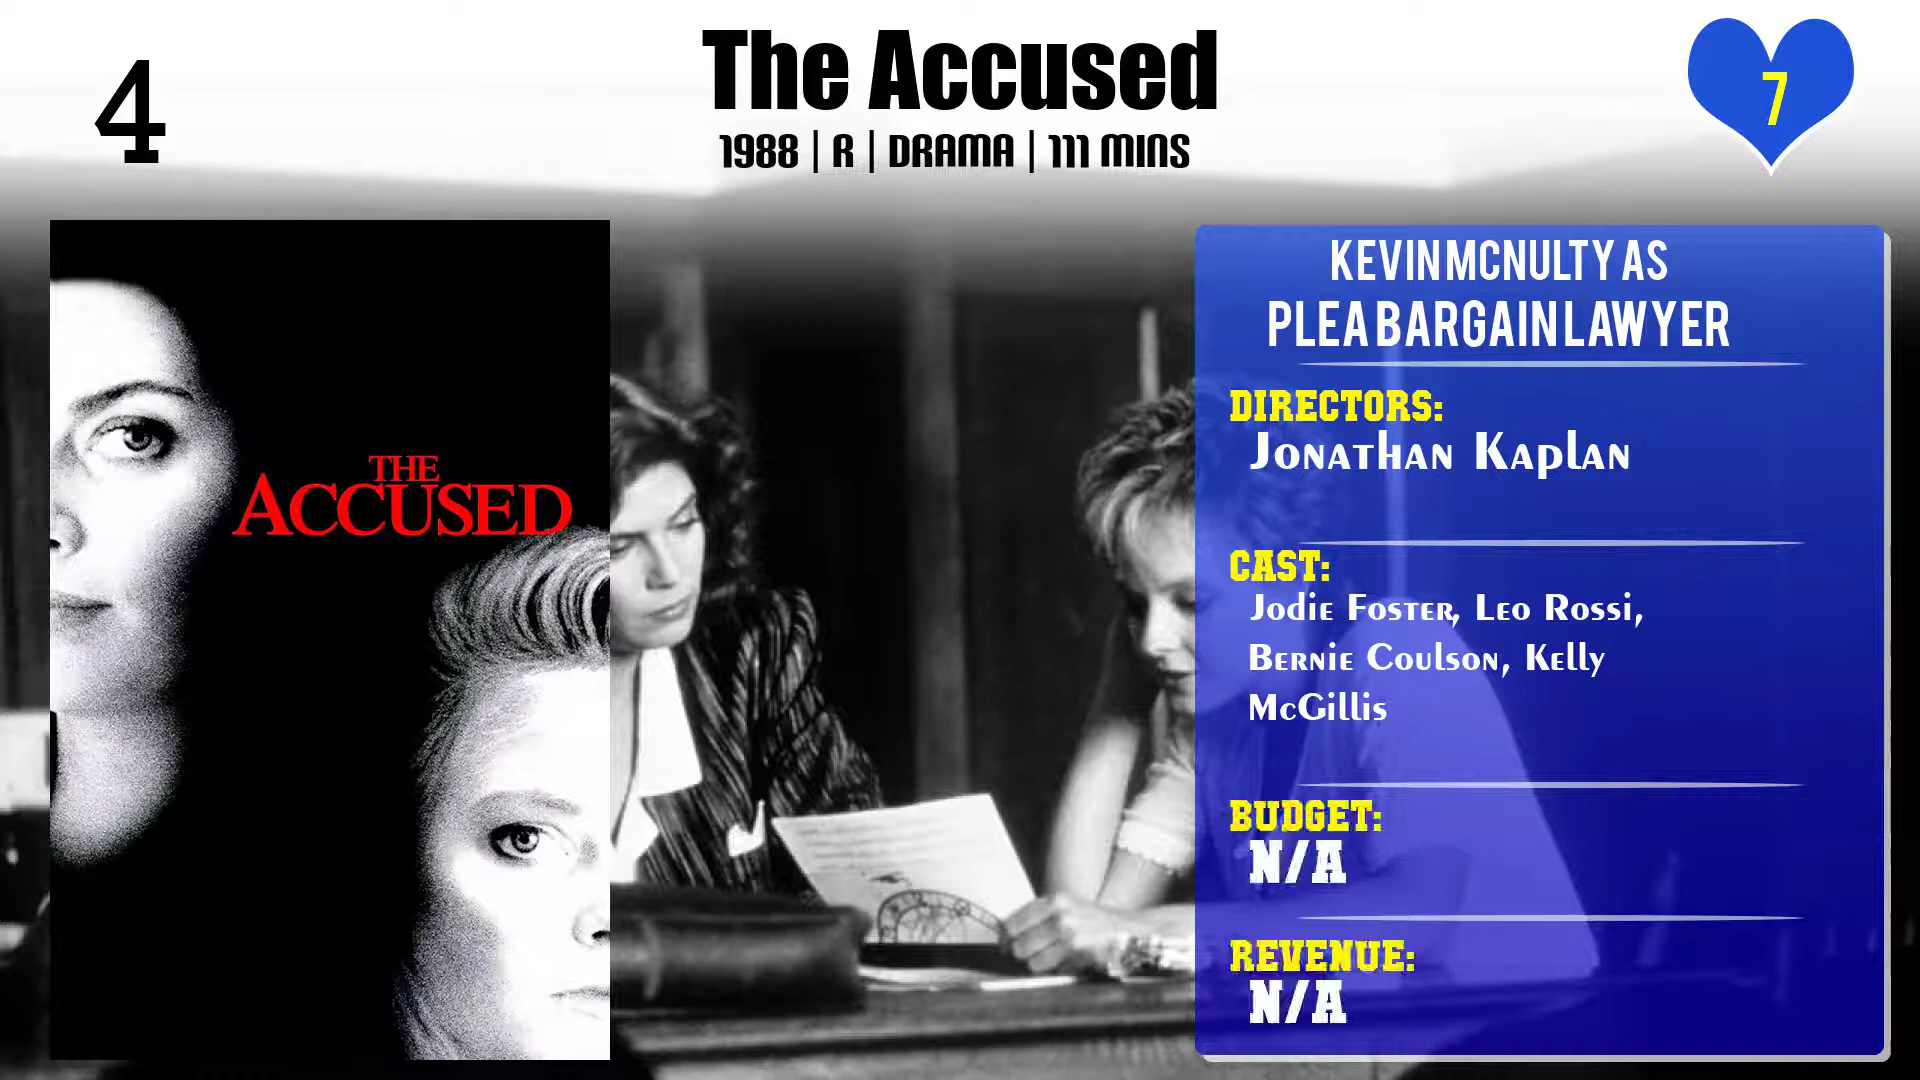 4
The Accused
1988 | R | DRAMA | 111 MINS
7
THE
ACCUSED
KEVIN MCNULTY AS
PLEA BARGAIN LAWYER
DIRECTORS:
Jonathan Kaplan
CAST:
Jodie Foster, Leo Rossi,
Bernie Coulson, Kelly
McGillis
BUDGET:
N/A
REVENUE:
N/A